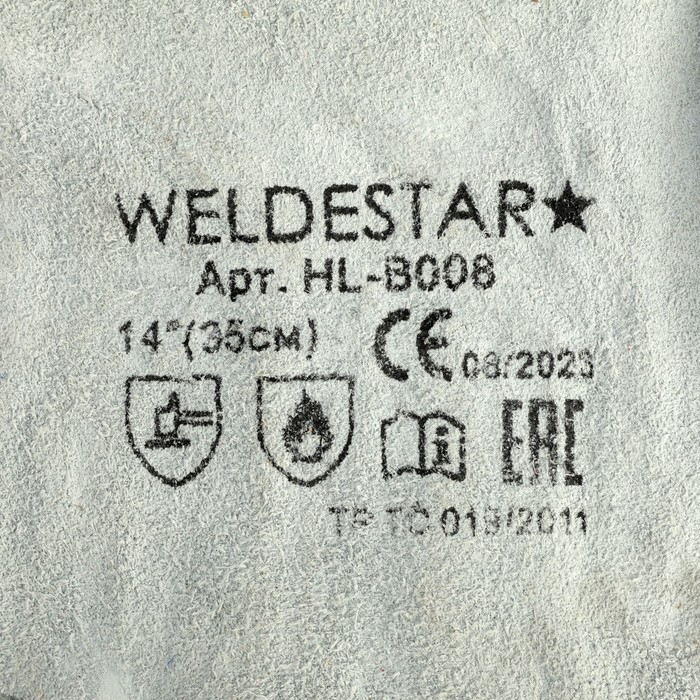 WELDESTAR★
Арт. HL-B008
14"(35см)
CE 08/2023
i EAC
ТР ТС 019/2011